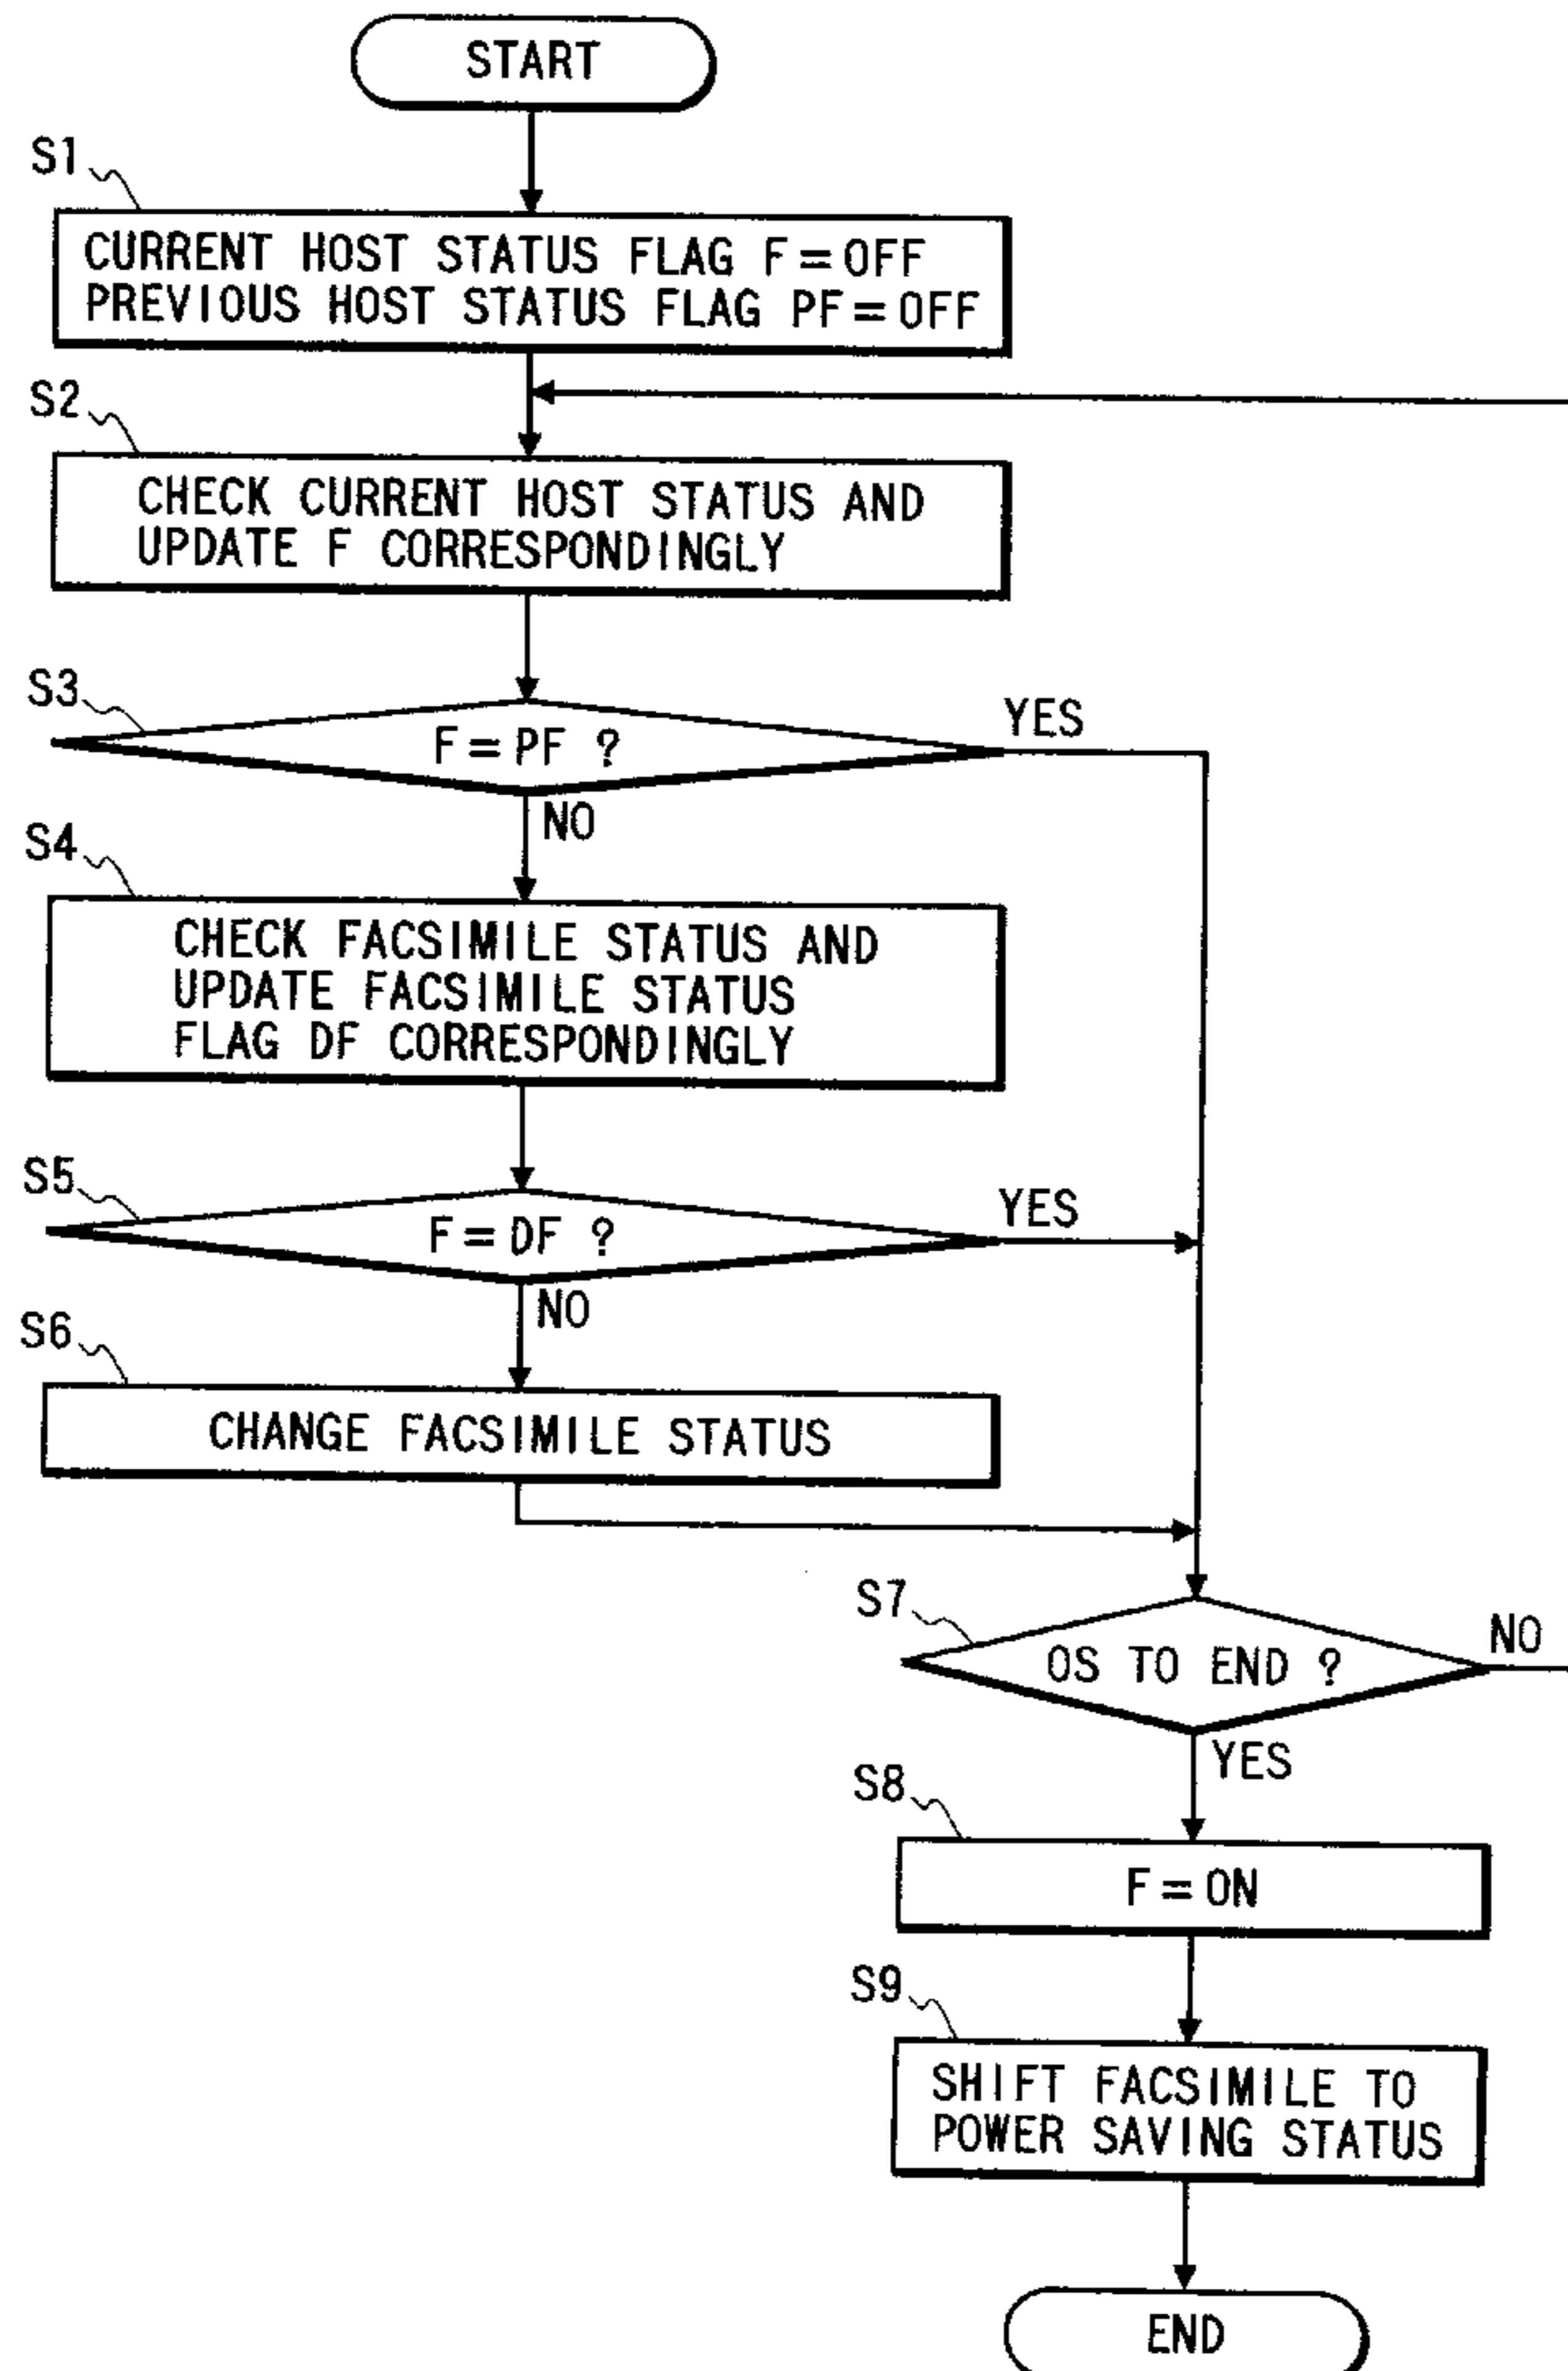 START
S1
CURRENT HOST STATUS FLAG F=OFF
PREVIOUS HOST STATUS FLAG PF=OFF
S2
CHECK CURRENT HOST STATUS AND
UPDATE F CORRESPONDINGLY
S3
F=PF ?
YES
NO
S4
CHECK FACSIMILE STATUS AND
UPDATE FACSIMILE STATUS
FLAG DF CORRESPONDINGLY
S5
F=DF ?
YES
NO
S6
CHANGE FACSIMILE STATUS
S7
OS TO END ?
NO
YES
S8
F=ON
S9
SHIFT FACSIMILE TO
POWER SAVING STATUS
END